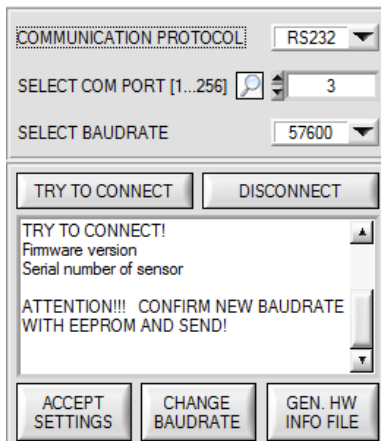 COMMUNICATION PROTOCOL RS232
SELECT COM PORT [1...256] 3
SELECT BAUDRATE 57600
TRY TO CONNECT DISCONNECT
TRY TO CONNECT!
Firmware version
Serial number of sensor
ATTENTION!!! CONFIRM NEW BAUDRATE
WITH EEPROM AND SEND!
ACCEPT CHANGE GEN. HW
SETTINGS BAUDRATE INFO FILE